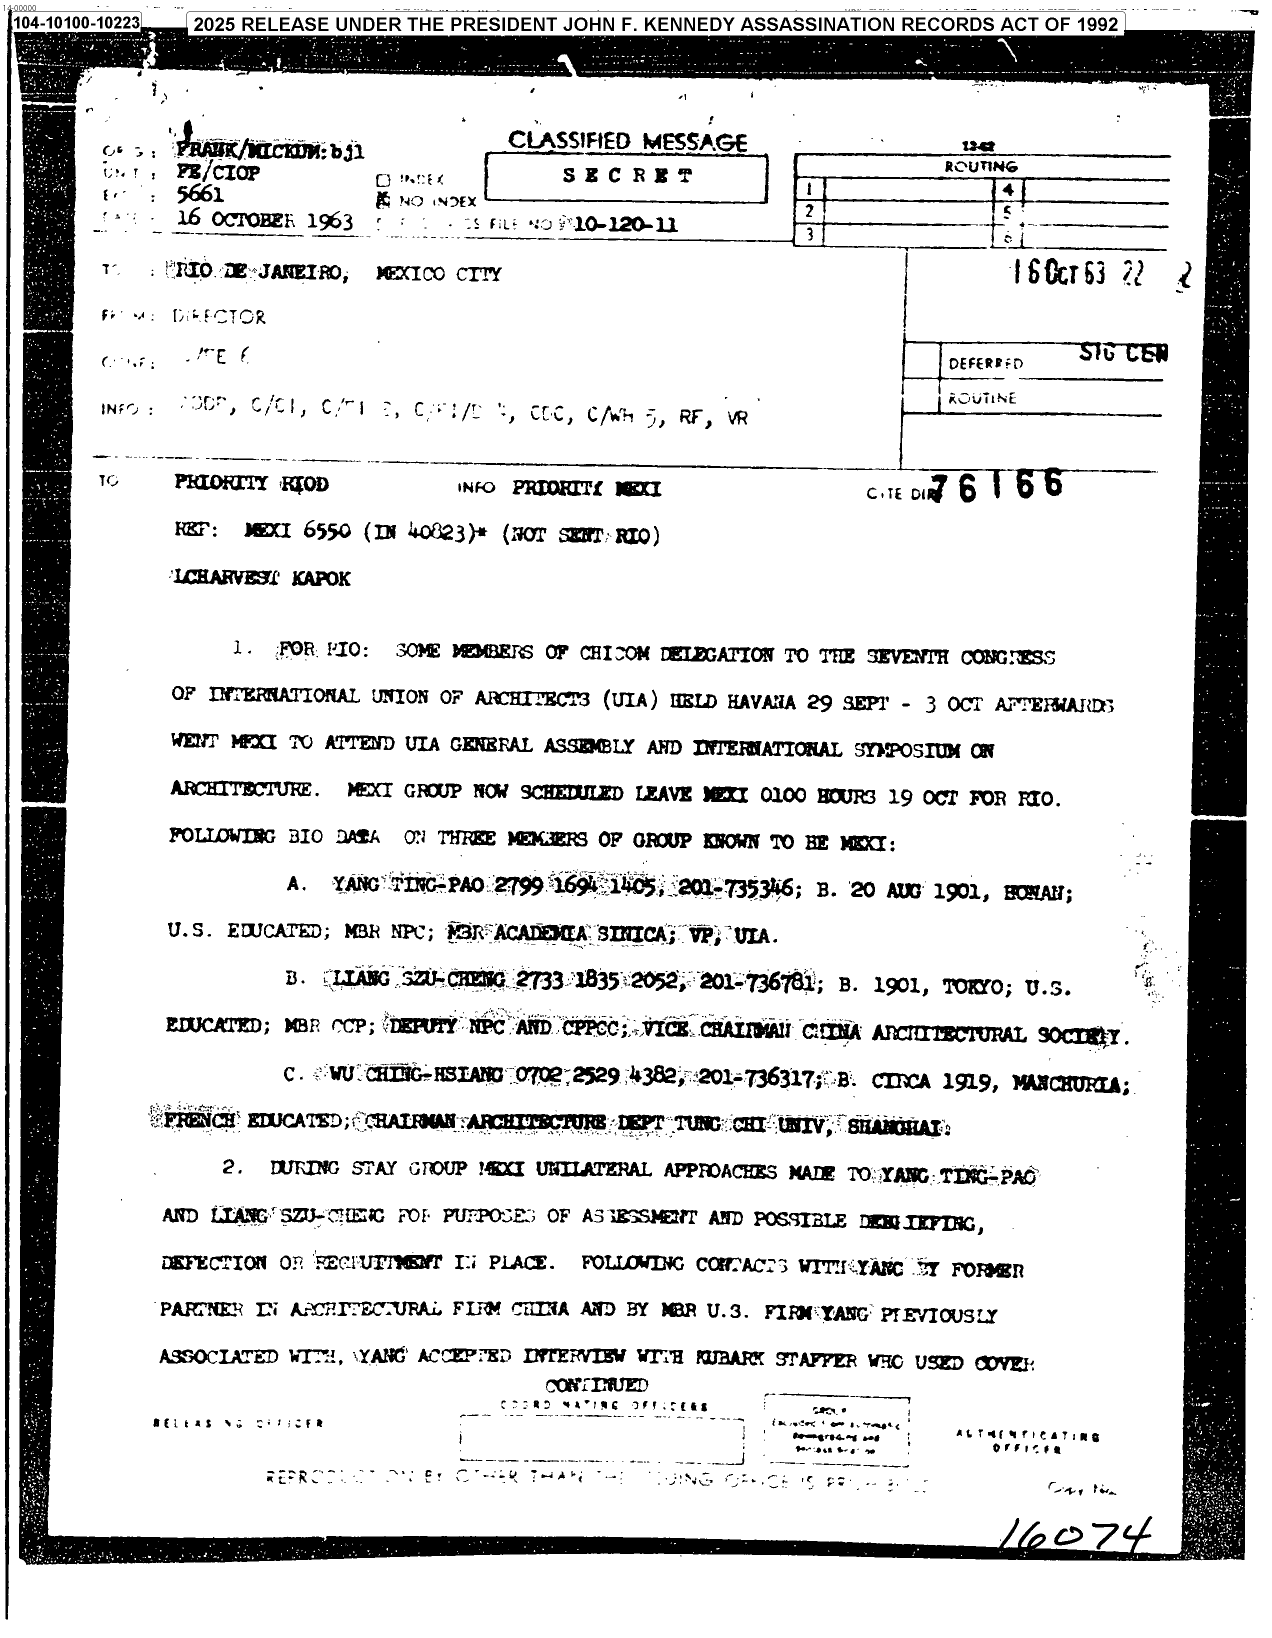 14-00000
104-10100-10223
2025 RELEASE UNDER THE PRESIDENT JOHN F. KENNEDY ASSASSINATION RECORDS ACT OF 1992
CLASSIFIED MESSAGE
SECRET
12-62
ROUTING
1 4
2 5
3 6
FRANK/MICKUM:bjl
FE/CIOP
5661
16 OCTOBER 1963
INDEX
NO INDEX
FILE NO 10-120-11
TO : RIO DE JANEIRO, MEXICO CITY
FROM: DIRECTOR
CONF:
INFO : C/CI, CDC, C/WH 5, RF, VR
16 OCT 63 22
SIG CEN
DEFERRED
ROUTINE
TO PRIORITY RIOD INFO PRIORITY MEXI CITE DIR 76166
REF: MEXI 6550 (IN 40823)* (NOT SENT RIO)
LCHARVEST KAPOK
1. FOR RIO: SOME MEMBERS OF CHICOM DELEGATION TO THE SEVENTH CONGRESS
OF INTERNATIONAL UNION OF ARCHITECTS (UIA) HELD HAVANA 29 SEPT - 3 OCT AFTERWARDS
WENT MEXI TO ATTEND UIA GENERAL ASSEMBLY AND INTERNATIONAL SYMPOSIUM ON
ARCHITECTURE. MEXI GROUP NOW SCHEDULED LEAVE MEXI 0100 HOURS 19 OCT FOR RIO.
FOLLOWING BIO DATA ON THREE MEMBERS OF GROUP KNOWN TO BE MEXI:
A. YANG TING-PAO 2799 1694 1405, 201-735346; B. 20 AUG 1901, HONAN;
U.S. EDUCATED; MBR NPC; MBR ACADEMIA SINICA; VP, UIA.
B. LIANG SZU-CHENG 2733 1835 2052, 201-736781; B. 1901, TOKYO; U.S.
EDUCATED; MBR CCP; DEPUTY NPC AND CPPCC; VICE CHAIRMAN CHINA ARCHITECTURAL SOCIETY.
C. WU CHING-HSIANG 0702 2529 4382, 201-736317; B. CIRCA 1919, MANCHURIA;
FRENCH EDUCATED; CHAIRMAN ARCHITECTURE DEPT TUNG CHI UNIV, SHANGHAI.
2. DURING STAY GROUP MEXI UNILATERAL APPROACHES MADE TO YANG TING-PAO
AND LIANG SZU-CHENG FOR PURPOSES OF ASSESSMENT AND POSSIBLE DEBRIEFING,
DEFECTION OR RECRUITMENT IN PLACE. FOLLOWING CONTACTS WITH YANG BY FORMER
PARTNER IN ARCHITECTURAL FIRM CHINA AND BY MBR U.S. FIRM YANG PREVIOUSLY
ASSOCIATED WITH, YANG ACCEPTED INTERVIEW WITH KUBARK STAFFER WHO USED COVER
CONTINUED
COORDINATING OFFICERS
RELEASING OFFICER
GROUP
AUTHENTICATING
OFFICER
REPRODUCTION BY OTHER THAN THE ISSUING OFFICE IS PROHIBITED
Copy No.
16074